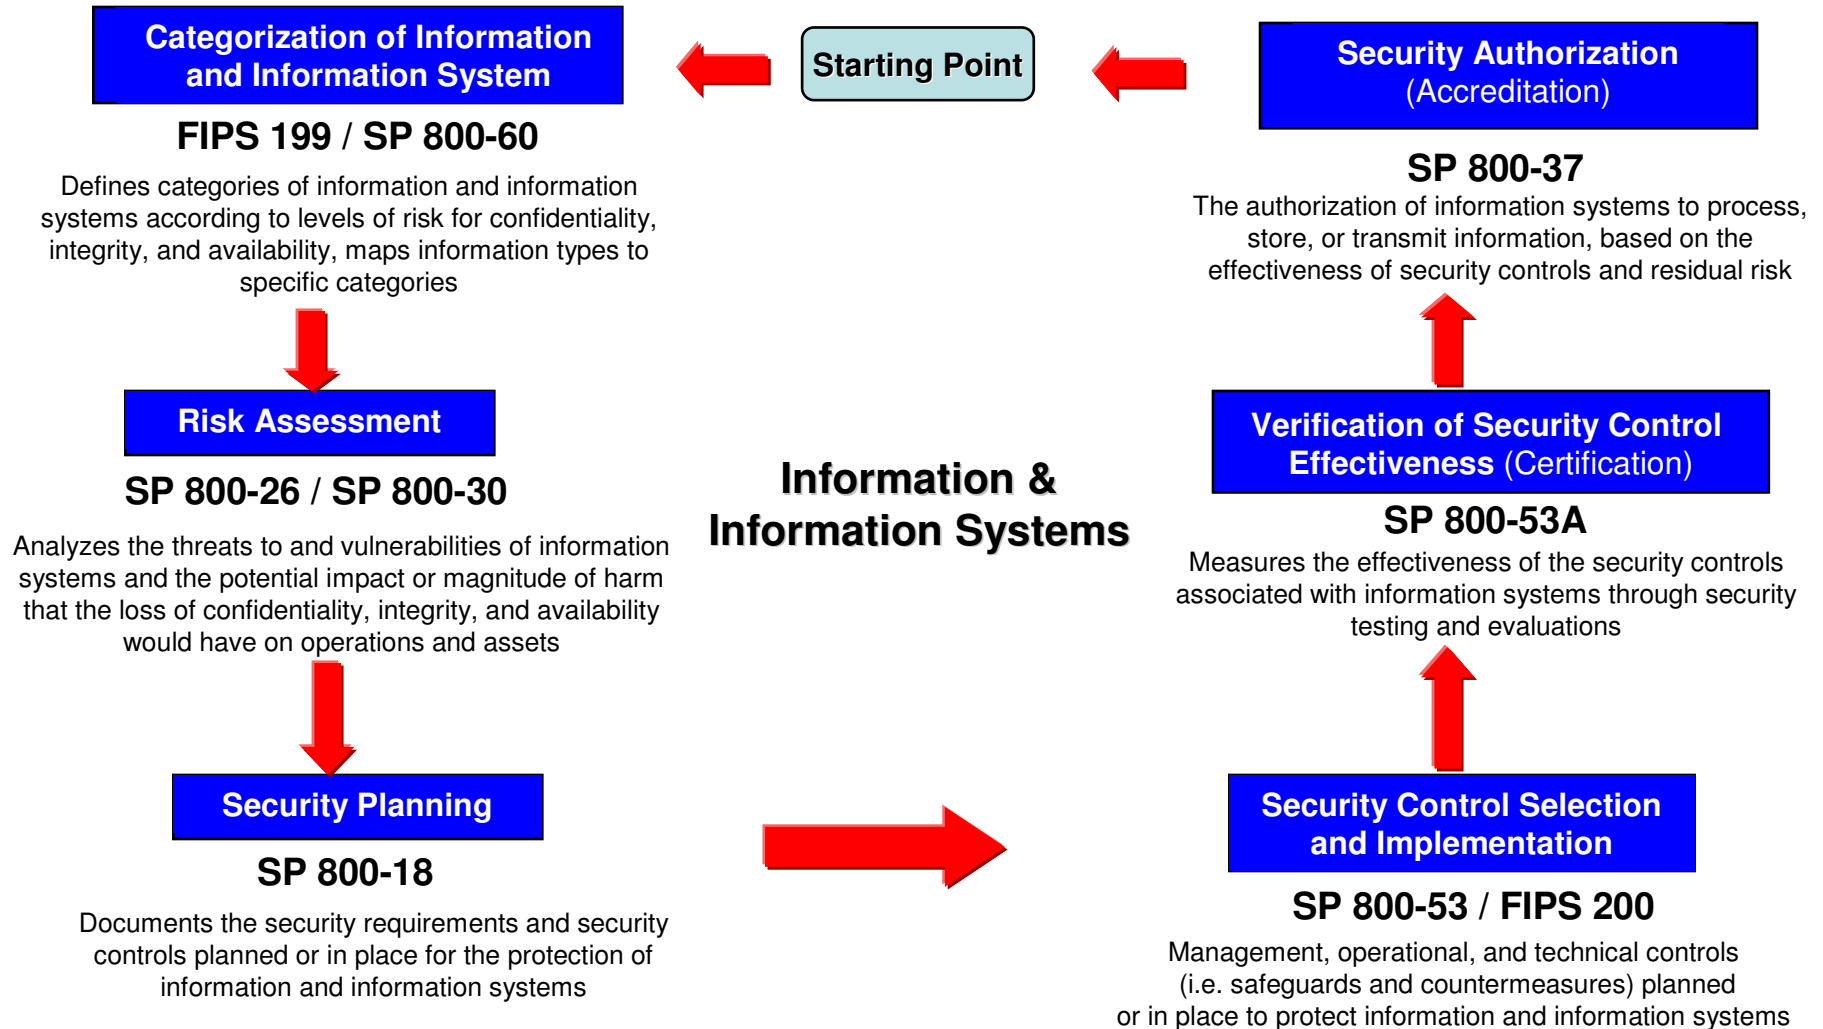 Categorization of Information
and Information System
FIPS 199 / SP 800-60
Defines categories of information and information
systems according to levels of risk for confidentiality,
integrity, and availability, maps information types to
specific categories
Risk Assessment
SP 800-26 / SP 800-30
Analyzes the threats to and vulnerabilities of information
systems and the potential impact or magnitude of harm
that the loss of confidentiality, integrity, and availability
would have on operations and assets
Security Planning
SP 800-18
Documents the security requirements and security
controls planned or in place for the protection of
information and information systems
Starting Point
Information &
Information Systems
Security Authorization
(Accreditation)
SP 800-37
The authorization of information systems to process,
store, or transmit information, based on the
effectiveness of security controls and residual risk
Verification of Security Control
Effectiveness (Certification)
SP 800-53A
Measures the effectiveness of the security controls
associated with information systems through security
testing and evaluations
Security Control Selection
and Implementation
SP 800-53 / FIPS 200
Management, operational, and technical controls
(i.e. safeguards and countermeasures) planned
or in place to protect information and information systems